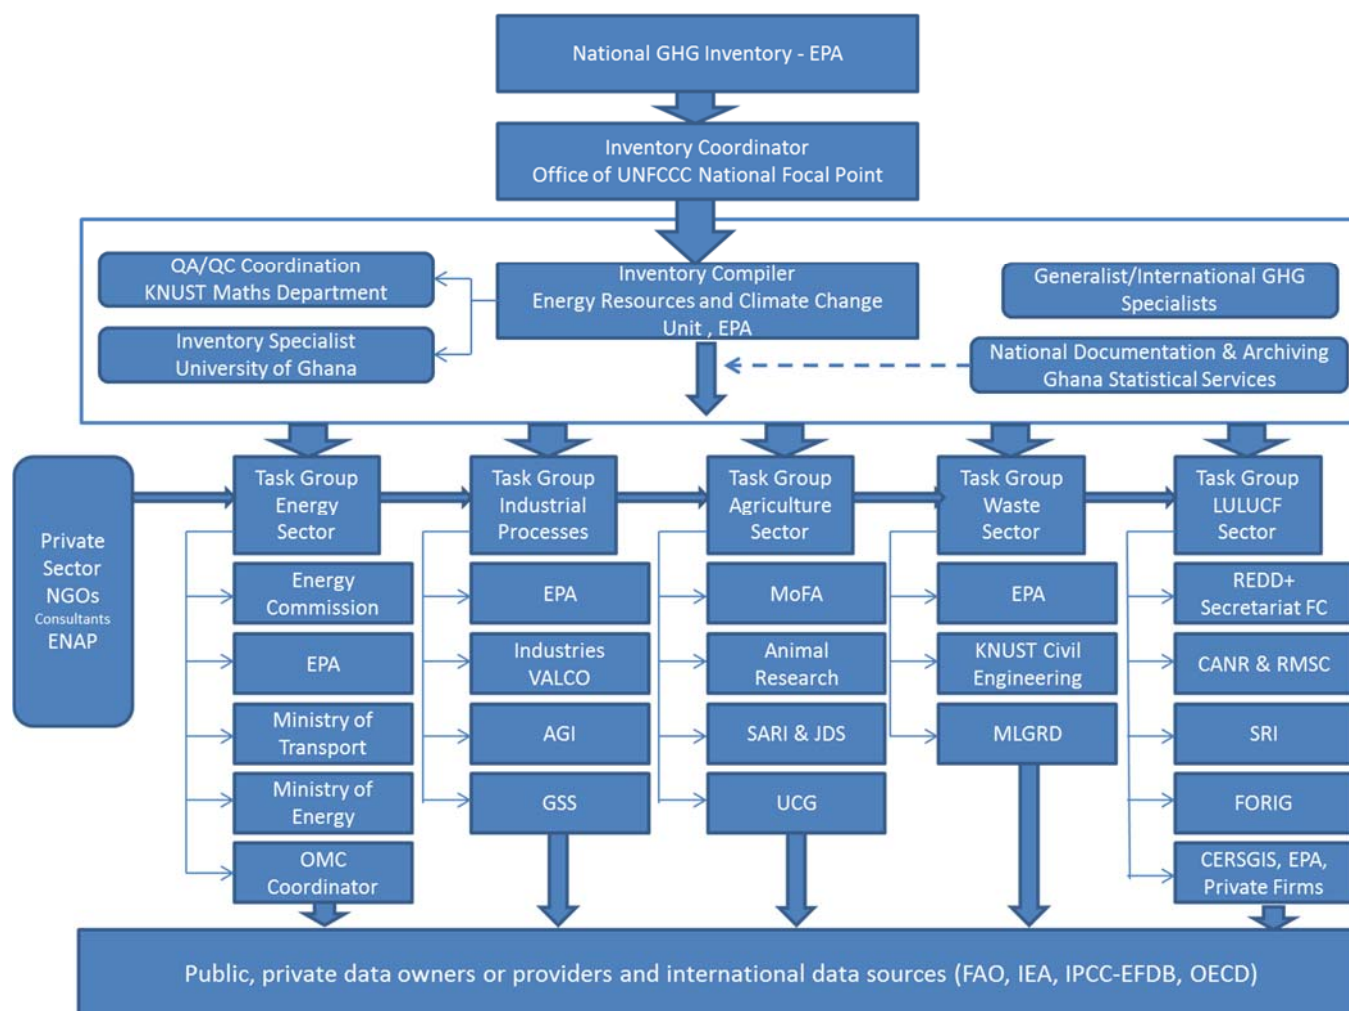 National GHG Inventory - EPA
Inventory Coordinator
Office of UNFCCC National Focal Point
QA/QC Coordination
KNUST Maths Department
Inventory Specialist
University of Ghana
Inventory Compiler
Energy Resources and Climate Change
Unit , EPA
Generalist/International GHG
Specialists
National Documentation & Archiving
Ghana Statistical Services
Private
Sector
NGOs
Consultants
ENAP
Task Group
Energy
Sector
Energy
Commission
EPA
Ministry of
Transport
Ministry of
Energy
OMC
Coordinator
Task Group
Industrial
Processes
EPA
Industries
VALCO
AGI
GSS
Task Group
Agriculture
Sector
MoFA
Animal
Research
SARI & JDS
UCG
Task Group
Waste
Sector
EPA
KNUST Civil
Engineering
MLGRD
Task Group
LULUCF
Sector
REDD+
Secretariat FC
CANR & RMSC
SRI
FORIG
CERSGIS, EPA,
Private Firms
Public, private data owners or providers and international data sources (FAO, IEA, IPCC-EFDB, OECD)